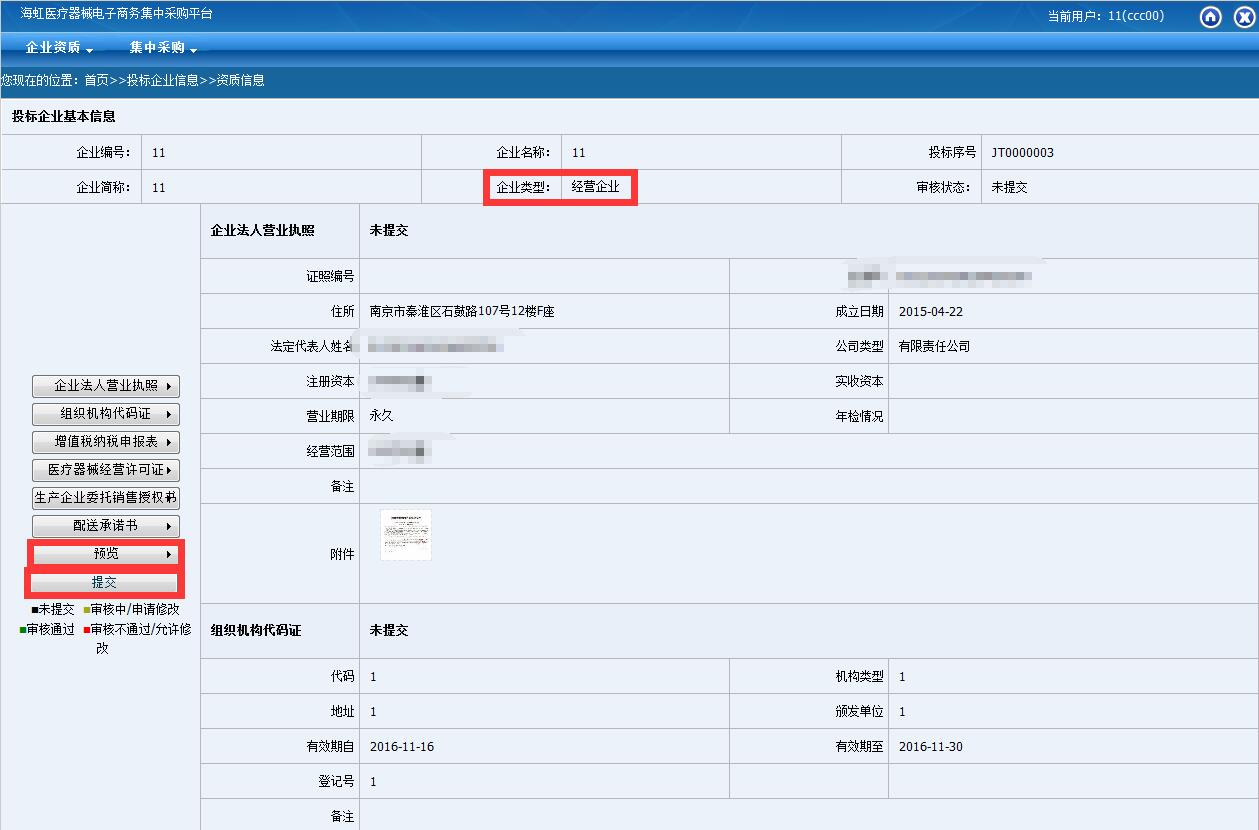 海虹医疗器械电子商务集中采购平台
当前用户：11(ccc00)
企业资质 集中采购
您现在的位置：首页>>投标企业信息>>资质信息
投标企业基本信息
企业编号： 11 企业名称： 11 投标序号 JT0000003
企业简称： 11 企业类型： 经营企业 审核状态： 未提交
企业法人营业执照
组织机构代码证
增值税纳税申报表
医疗器械经营许可证
生产企业委托销售授权书
配送承诺书
预览
提交
■未提交 ■审核中/申请修改
■审核通过 ■审核不通过/允许修
改
企业法人营业执照 未提交
证照编号
住所 南京市秦淮区石鼓路107号12楼F座 成立日期 2015-04-22
法定代表人姓名 公司类型 有限责任公司
注册资本 实收资本
营业期限 永久 年检情况
经营范围
备注
附件
组织机构代码证 未提交
代码 1 机构类型 1
地址 1 颁发单位 1
有效期自 2016-11-16 有效期至 2016-11-30
登记号 1
备注